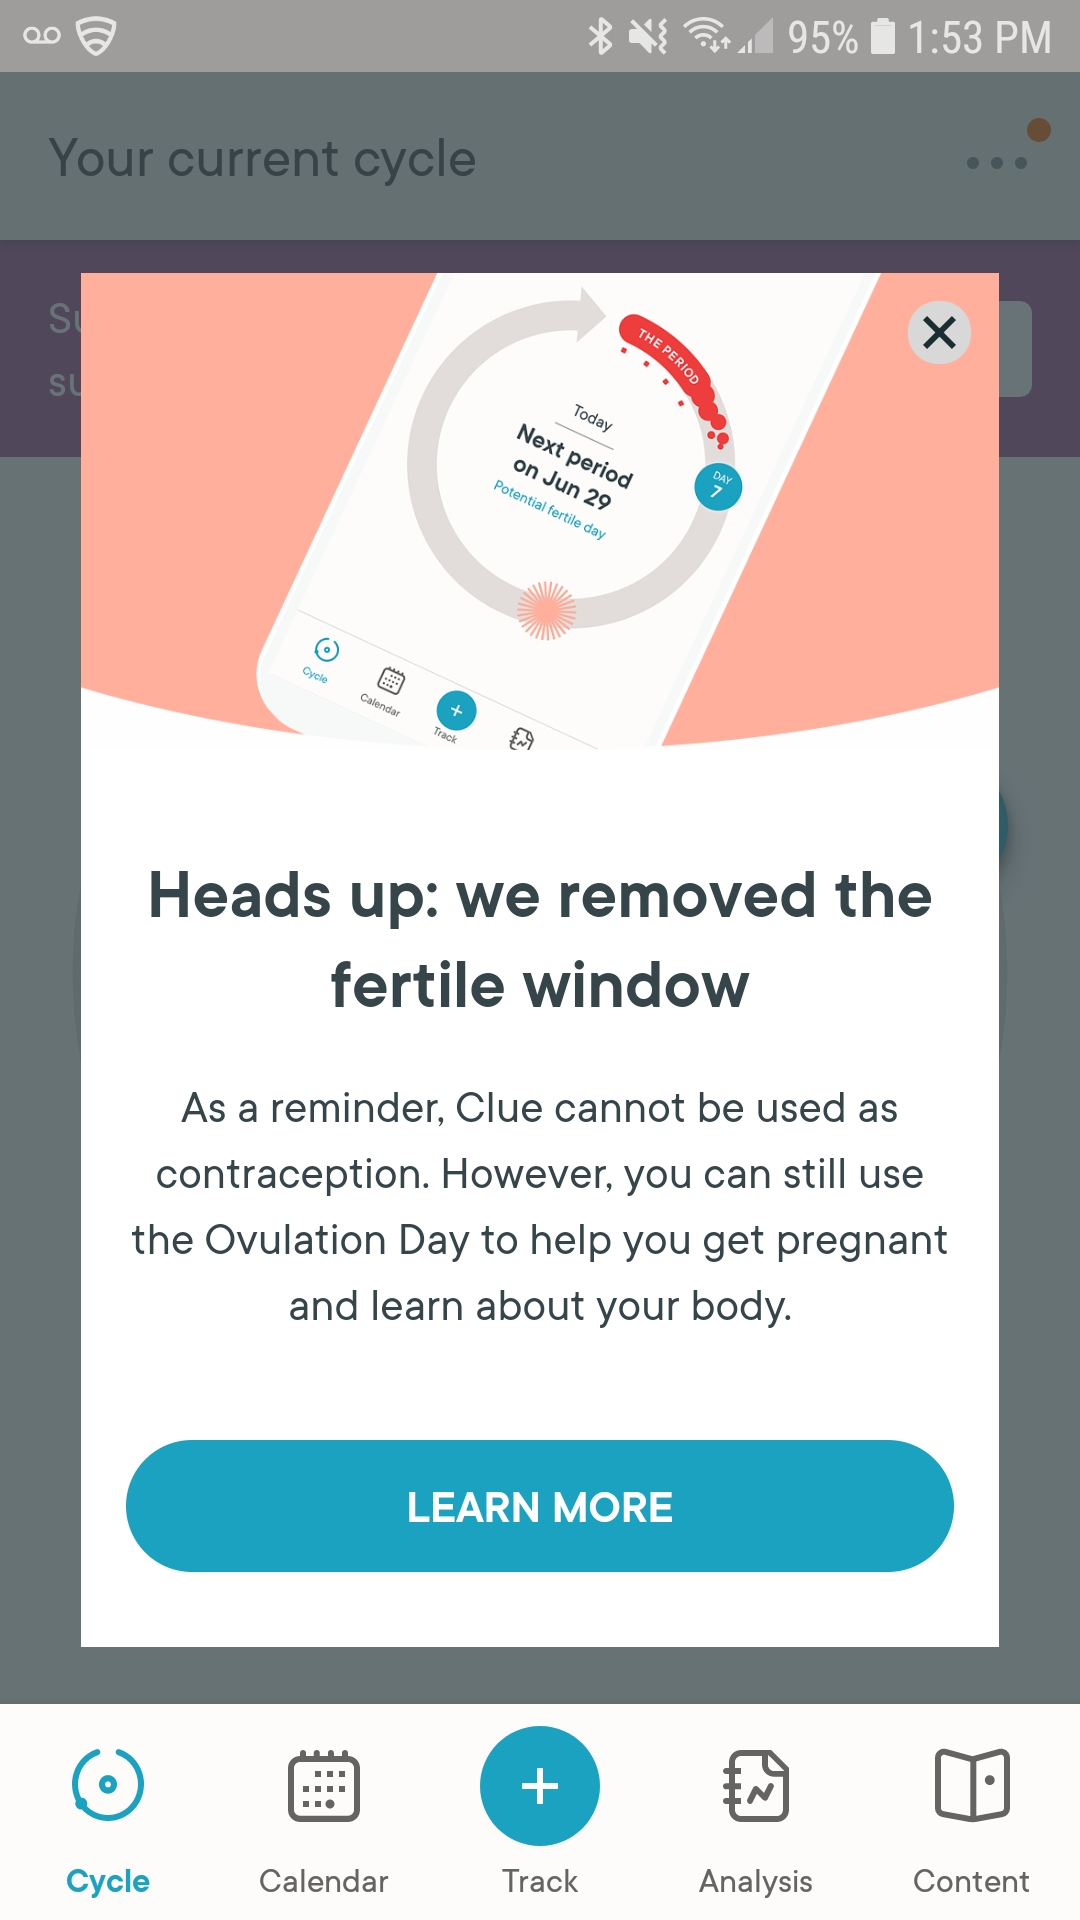 95% 1:53 PM
Your current cycle
THE PERIOD
Today
Next period
on Jun 29
Potential fertile day
DAY
7
Cycle
Calendar
Track
Heads up: we removed the
fertile window
As a reminder, Clue cannot be used as
contraception. However, you can still use
the Ovulation Day to help you get pregnant
and learn about your body.
LEARN MORE
Cycle
Calendar
Track
Analysis
Content